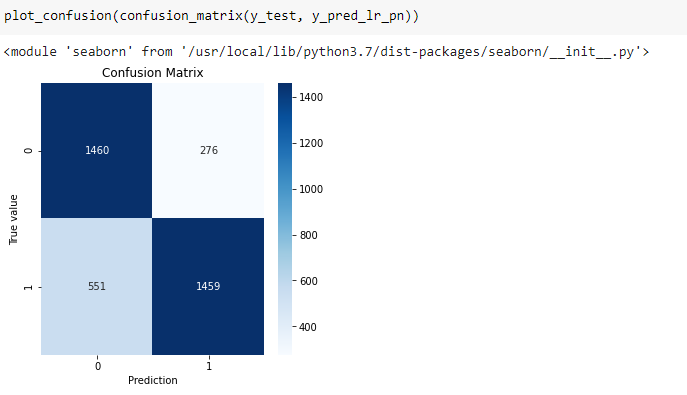 plot_confusion(confusion_matrix(y_test, y_pred_lr_pn))
<module 'seaborn' from '/usr/local/lib/python3.7/dist-packages/seaborn/__init__.py'>
Confusion Matrix
1400
1460 276
0
1200
1000
True value
800
551 1459
1
600
400
0 1
Prediction